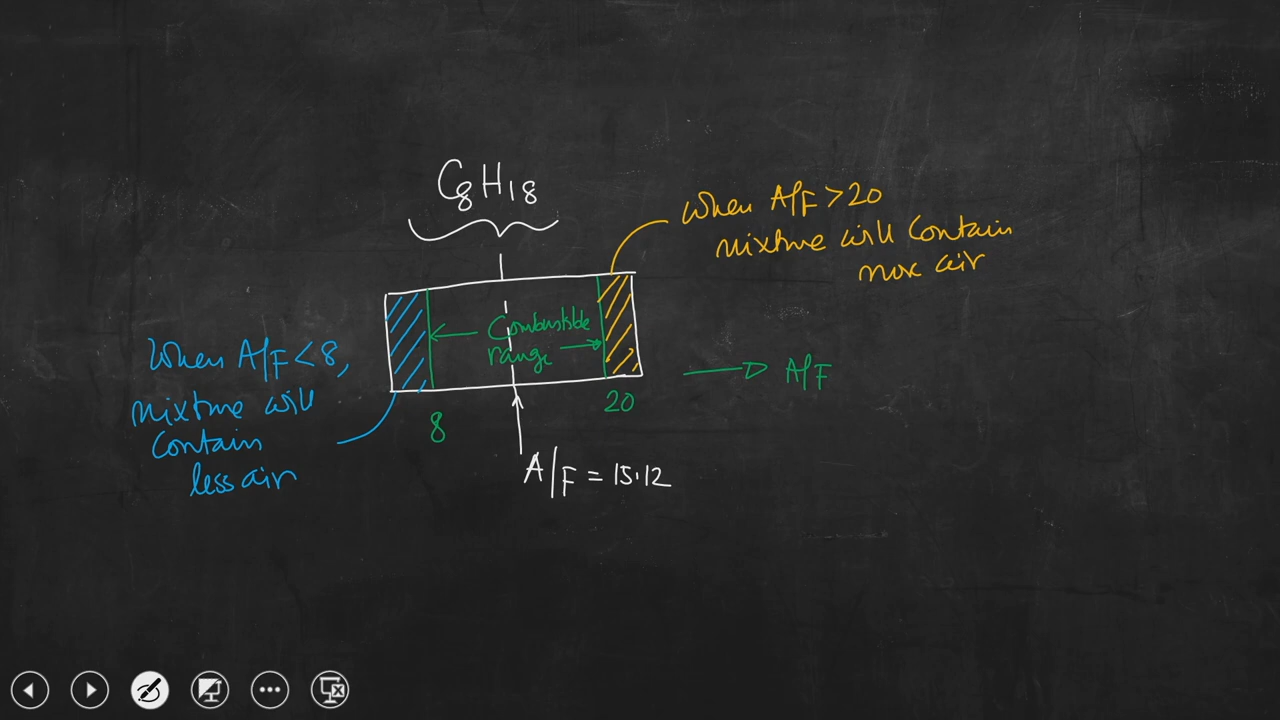 C8H18
When A/F > 20
mixture will contain
more air
Combustible
range
When A/F < 8,
mixture will
contain
less air
A/F
8
20
A/F = 15.12